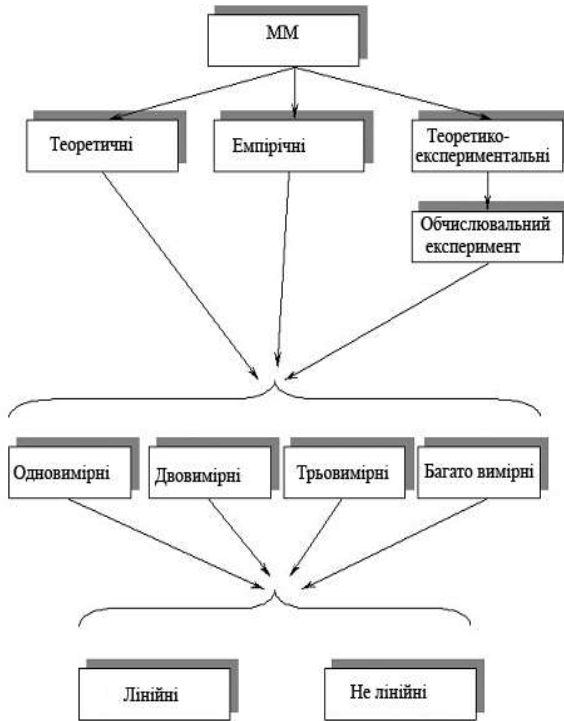 ММ
Теоретичні
Емпірічні
Теоретико-
експериментальні
Обчислювальний
експеримент
Одновимірні
Двовимірні
Трьовимірні
Багато вимірні
Лінійні
Не лінійні